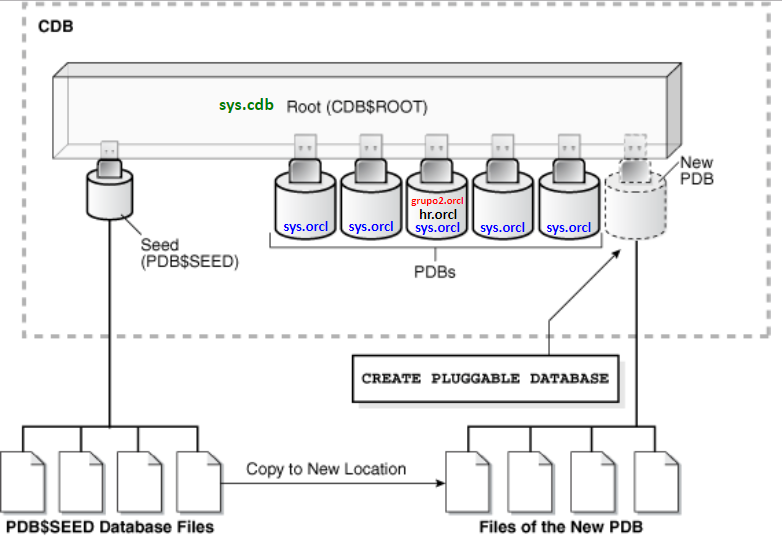 CDB
sys.cdb Root (CDB$ROOT)
New
PDB
grupo2.orcl
hr.orcl
sys.orcl sys.orcl sys.orcl sys.orcl sys.orcl
Seed
(PDB$SEED)
PDBs
CREATE PLUGGABLE DATABASE
Copy to New Location
PDB$SEED Database Files
Files of the New PDB